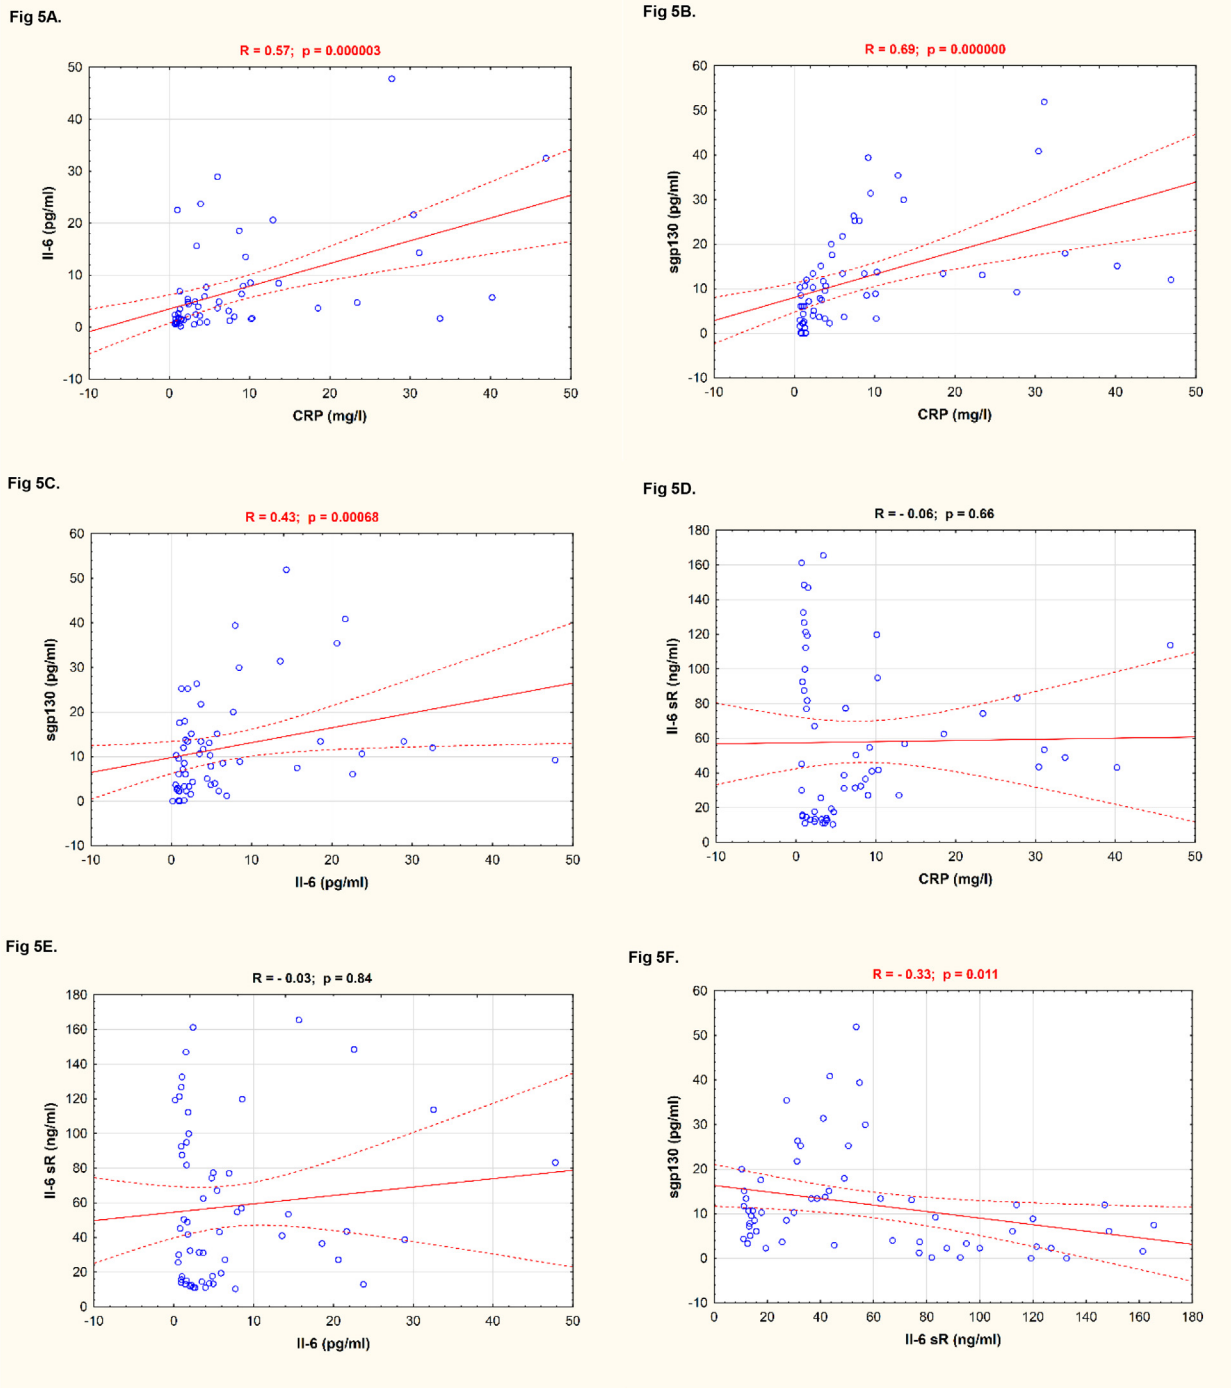 Fig 5A.
R = 0.57; p = 0.000003
50
40
30
20
10
0
-10
Il-6 (pg/ml)
-10 0 10 20 30 40 50
CRP (mg/l)
Fig 5B.
R = 0.69; p = 0.000000
60
50
40
30
20
10
0
-10
sgp130 (pg/ml)
-10 0 10 20 30 40 50
CRP (mg/l)
Fig 5C.
R = 0.43; p = 0.00068
60
50
40
30
20
10
0
-10
sgp130 (pg/ml)
-10 0 10 20 30 40 50
Il-6 (pg/ml)
Fig 5D.
R = - 0.06; p = 0.66
180
160
140
120
100
80
60
40
20
0
Il-6 sR (ng/ml)
-10 0 10 20 30 40 50
CRP (mg/l)
Fig 5E.
R = - 0.03; p = 0.84
180
160
140
120
100
80
60
40
20
0
Il-6 sR (ng/ml)
-10 0 10 20 30 40 50
Il-6 (pg/ml)
Fig 5F.
R = - 0.33; p = 0.011
60
50
40
30
20
10
0
-10
sgp130 (pg/ml)
0 20 40 60 80 100 120 140 160 180
Il-6 sR (ng/ml)